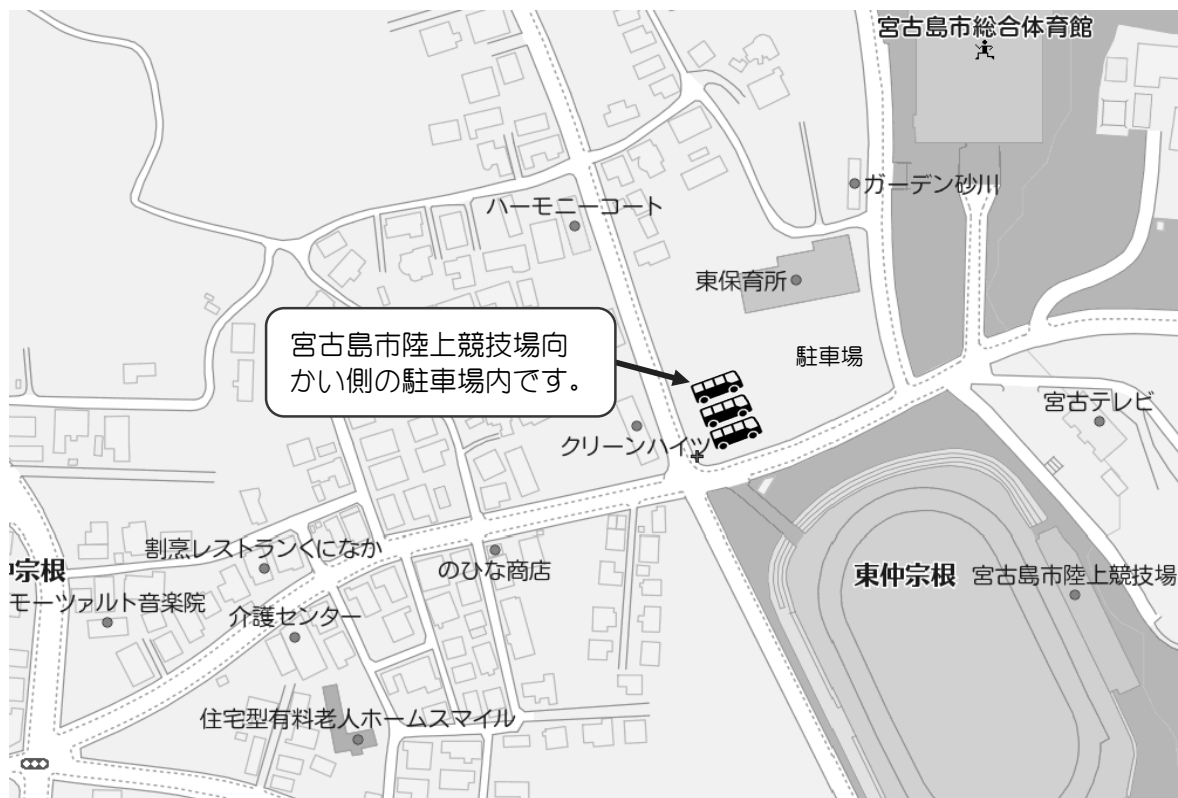 宮古島市総合体育館
ガーデン砂川
ハーモニーコート
東保育所
宮古島市陸上競技場向
かい側の駐車場内です。
駐車場
宮古テレビ
クリーンハイツ
割烹レストランくになか
のひな商店
宗根
東仲宗根
宮古島市陸上競技場
モーツァルト音楽院
介護センター
住宅型有料老人ホームスマイル